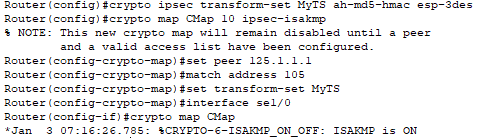 Router(config)#crypto ipsec transform-set MyTS ah-md5-hmac esp-3des
Router(config)#crypto map CMap 10 ipsec-isakmp
% NOTE: This new crypto map will remain disabled until a peer
and a valid access list have been configured.
Router(config-crypto-map)#set peer 125.1.1.1
Router(config-crypto-map)#match address 105
Router(config-crypto-map)#set transform-set MyTS
Router(config-crypto-map)#interface se1/0
Router(config-if)#crypto map CMap
*Jan  3 07:16:26.785: %CRYPTO-6-ISAKMP_ON_OFF: ISAKMP is ON